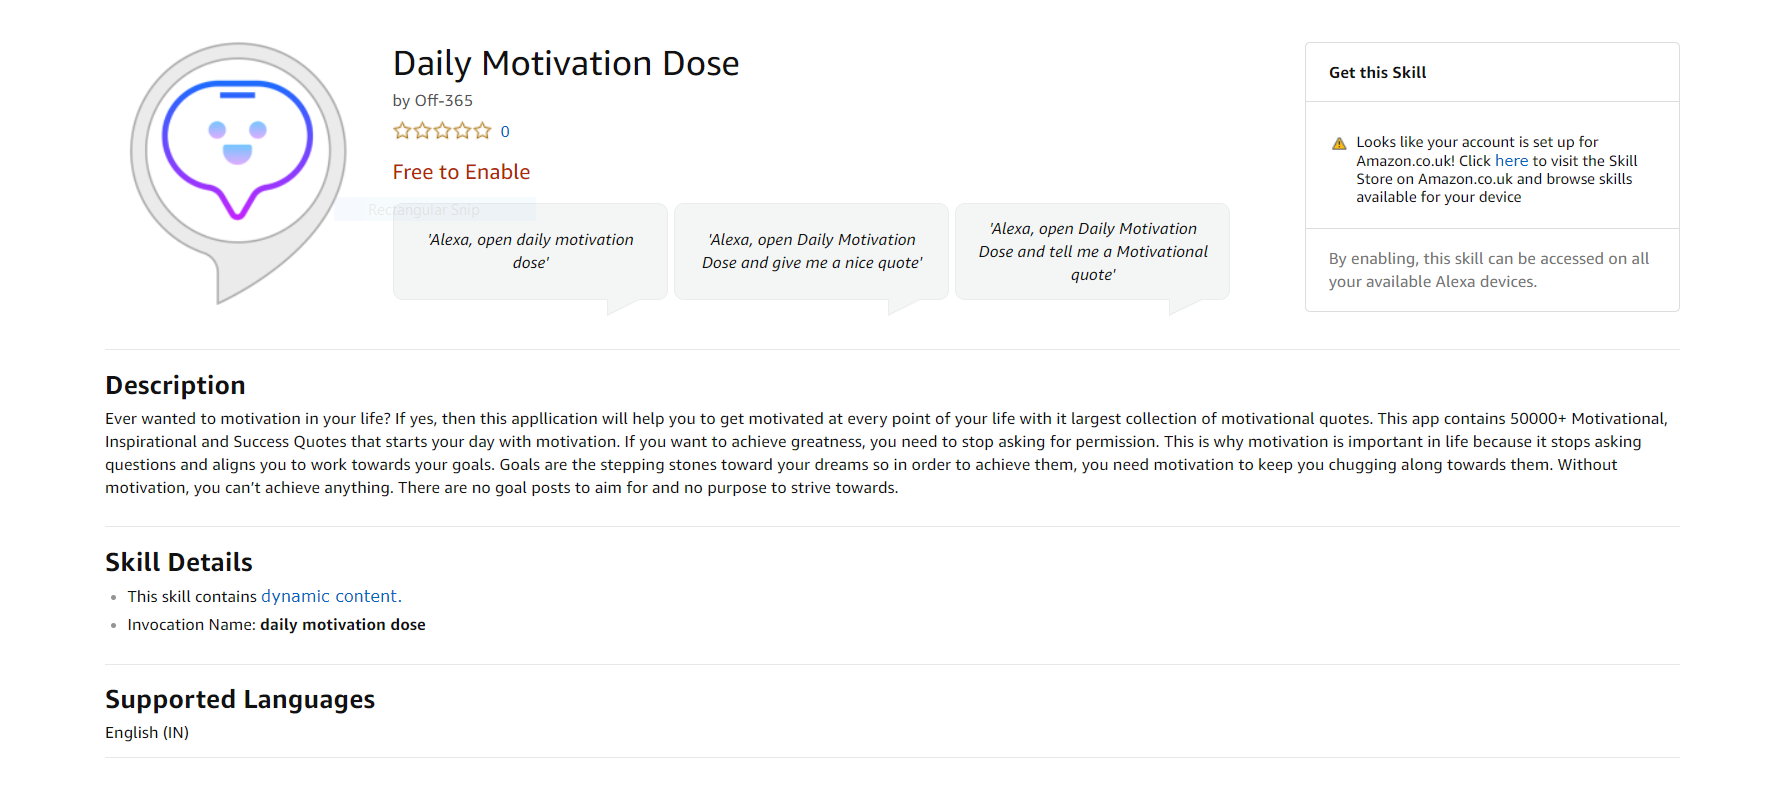 Daily Motivation Dose
by Off-365
0
Free to Enable
Rectangular Snip
'Alexa, open daily motivation
dose'
'Alexa, open Daily Motivation
Dose and give me a nice quote'
'Alexa, open Daily Motivation
Dose and tell me a Motivational
quote'
Get this Skill
Looks like your account is set up for
Amazon.co.uk! Click here to visit the Skill
Store on Amazon.co.uk and browse skills
available for your device
By enabling, this skill can be accessed on all
your available Alexa devices.
Description
Ever wanted to motivation in your life? If yes, then this appllication will help you to get motivated at every point of your life with it largest collection of motivational quotes. This app contains 50000+ Motivational,
Inspirational and Success Quotes that starts your day with motivation. If you want to achieve greatness, you need to stop asking for permission. This is why motivation is important in life because it stops asking
questions and aligns you to work towards your goals. Goals are the stepping stones toward your dreams so in order to achieve them, you need motivation to keep you chugging along towards them. Without
motivation, you can't achieve anything. There are no goal posts to aim for and no purpose to strive towards.
Skill Details
• This skill contains dynamic content.
• Invocation Name: daily motivation dose
Supported Languages
English (IN)